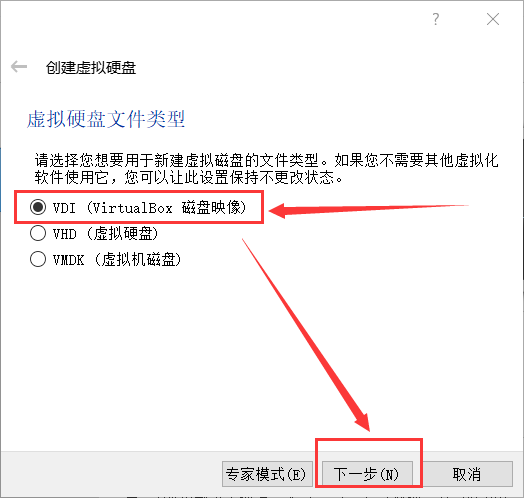 ?
创建虚拟硬盘
虚拟硬盘文件类型
请选择您想要用于新建虚拟磁盘的文件类型。如果您不需要其他虚拟化
软件使用它，您可以让此设置保持不更改状态。
VDI (VirtualBox 磁盘映像)
VHD (虚拟硬盘)
VMDK (虚拟机磁盘)
专家模式(E) 下一步(N) 取消